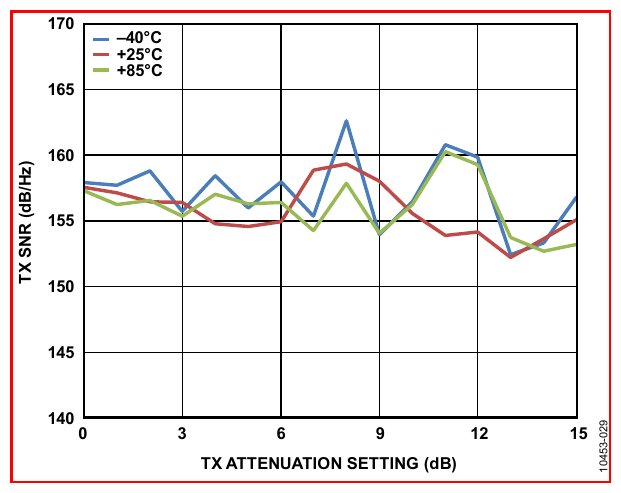 170
165
160
155
150
145
140
TX SNR (dB/Hz)
–40°C
+25°C
+85°C
0 3 6 9 12 15
TX ATTENUATION SETTING (dB)
10453-029